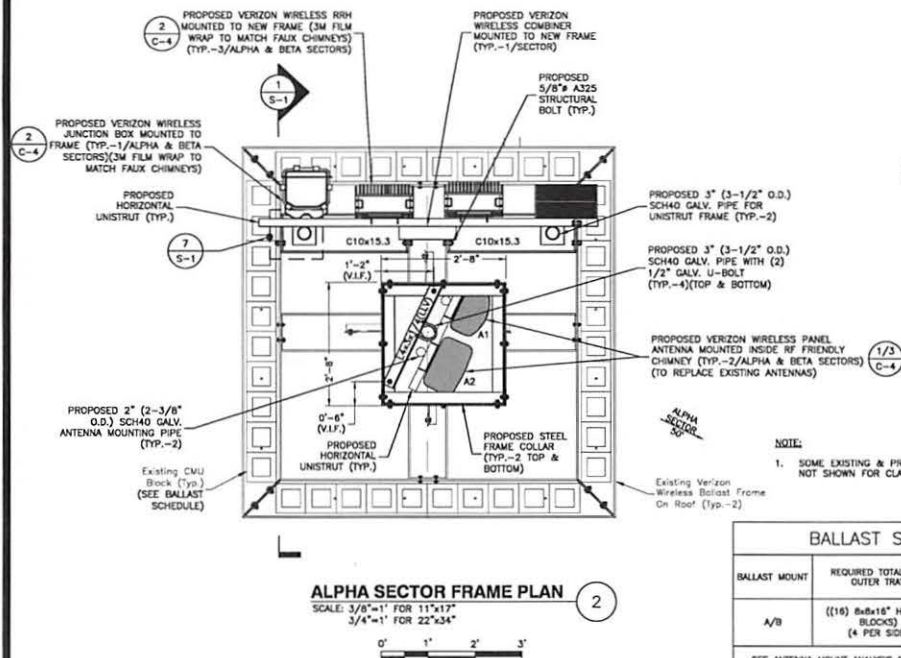 PROPOSED VERIZON WIRELESS RRH
MOUNTED TO NEW FRAME (3M FILM
WRAP TO MATCH FAUX CHIMNEYS)
(TYP.-3/ALPHA & BETA SECTORS)
2
C-4
PROPOSED VERIZON
WIRELESS COMBINER
MOUNTED TO NEW FRAME
(TYP.-1/SECTOR)
1
S-1
PROPOSED
5/8"ø A325
STRUCTURAL
BOLT (TYP.)
PROPOSED VERIZON WIRELESS
JUNCTION BOX MOUNTED TO
FRAME (TYP.-1/ALPHA & BETA
SECTORS)(3M FILM WRAP TO
MATCH FAUX CHIMNEYS)
2
C-4
PROPOSED
HORIZONTAL
UNISTRUT (TYP.)
7
S-1
PROPOSED 3" (3-1/2" O.D.)
SCH40 GALV. PIPE FOR
UNISTRUT FRAME (TYP.-2)
C10x15.3
C10x15.3
2'-8"
1'-2"
(V.I.F.)
PROPOSED 3" (3-1/2" O.D.)
SCH40 GALV. PIPE WITH (2)
1/2" GALV. U-BOLT
(TYP.-4)(TOP & BOTTOM)
A1
A2
2'-8"
PROPOSED VERIZON WIRELESS PANEL
ANTENNA MOUNTED INSIDE RF FRIENDLY
CHIMNEY (TYP.-2/ALPHA & BETA SECTORS)
(TO REPLACE EXISTING ANTENNAS)
1/3
C-4
PROPOSED 2" (2-3/8"
O.D.) SCH40 GALV.
ANTENNA MOUNTING PIPE
(TYP.-2)
0'-6"
(V.I.F.)
PROPOSED
HORIZONTAL
UNISTRUT (TYP.)
PROPOSED STEEL
FRAME COLLAR
(TYP.-2 TOP &
BOTTOM)
ALPHA
SECTOR
50°
NOTE:
1. SOME EXISTING & PR
NOT SHOWN FOR CLA
Existing CMU
Block (Typ.)
(SEE BALLAST
SCHEDULE)
Existing Verizon
Wireless Ballast Frame
On Roof (Typ.-2)
BALLAST S
BALLAST MOUNT
REQUIRED TOTAL
OUTER TRA
A/B
((16) 8x8x16" H
BLOCKS)
(4 PER SID
ALPHA SECTOR FRAME PLAN
2
SCALE: 3/8"=1' FOR 11"x17"
3/4"=1' FOR 22"x34"
0' 1' 2' 3'